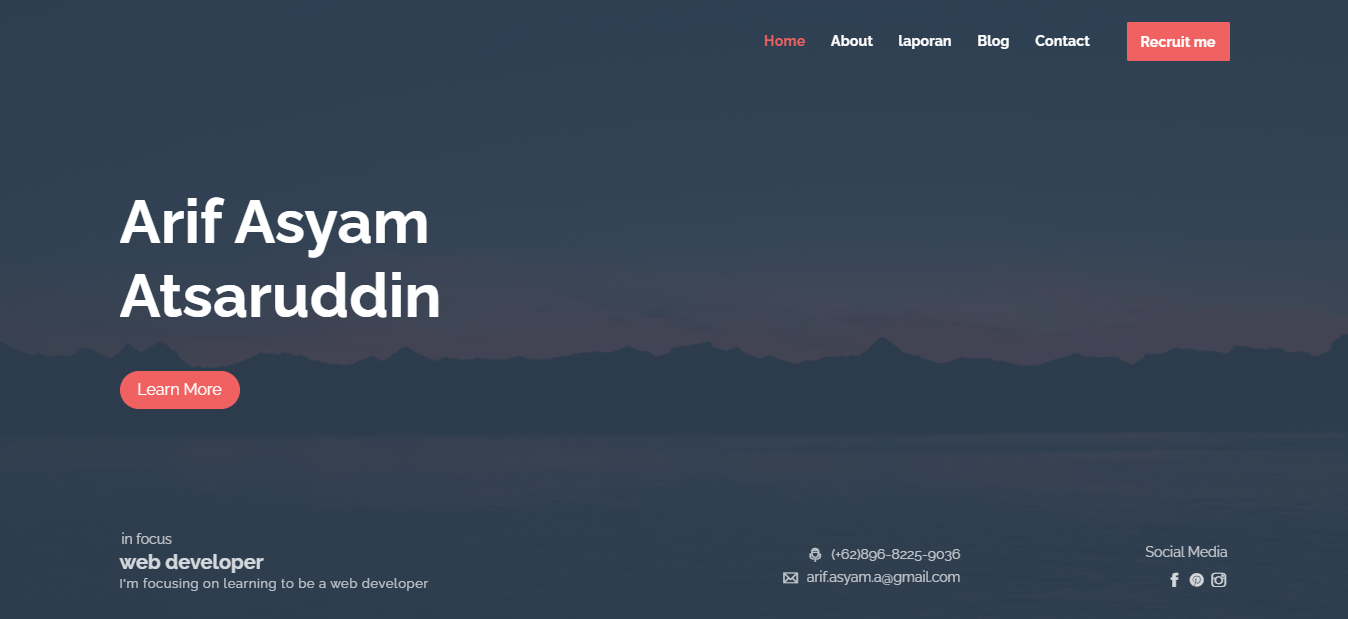 Home About laporan Blog Contact Recruit me
Arif Asyam
Atsaruddin
Learn More
in focus
web developer
I'm focusing on learning to be a web developer
(+62)896-8225-9036
arif.asyam.a@gmail.com
Social Media